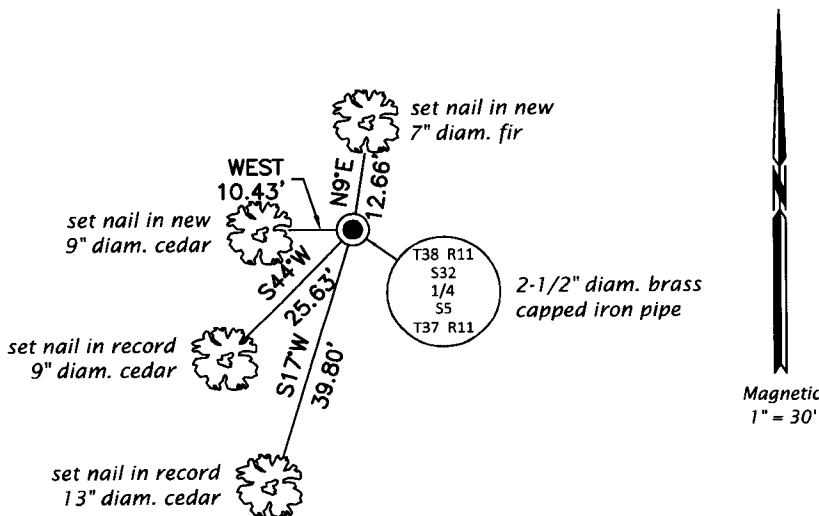 set nail in new
7" diam. fir
WEST
10.43'
N9°E
12.66'
set nail in new
9" diam. cedar
S44°W
25.63'
T38 R11
S32
1/4
S5
T37 R11
2-1/2" diam. brass
capped iron pipe
set nail in record
9" diam. cedar
S17°W
39.80'
set nail in record
13" diam. cedar
N
Magnetic
1" = 30'